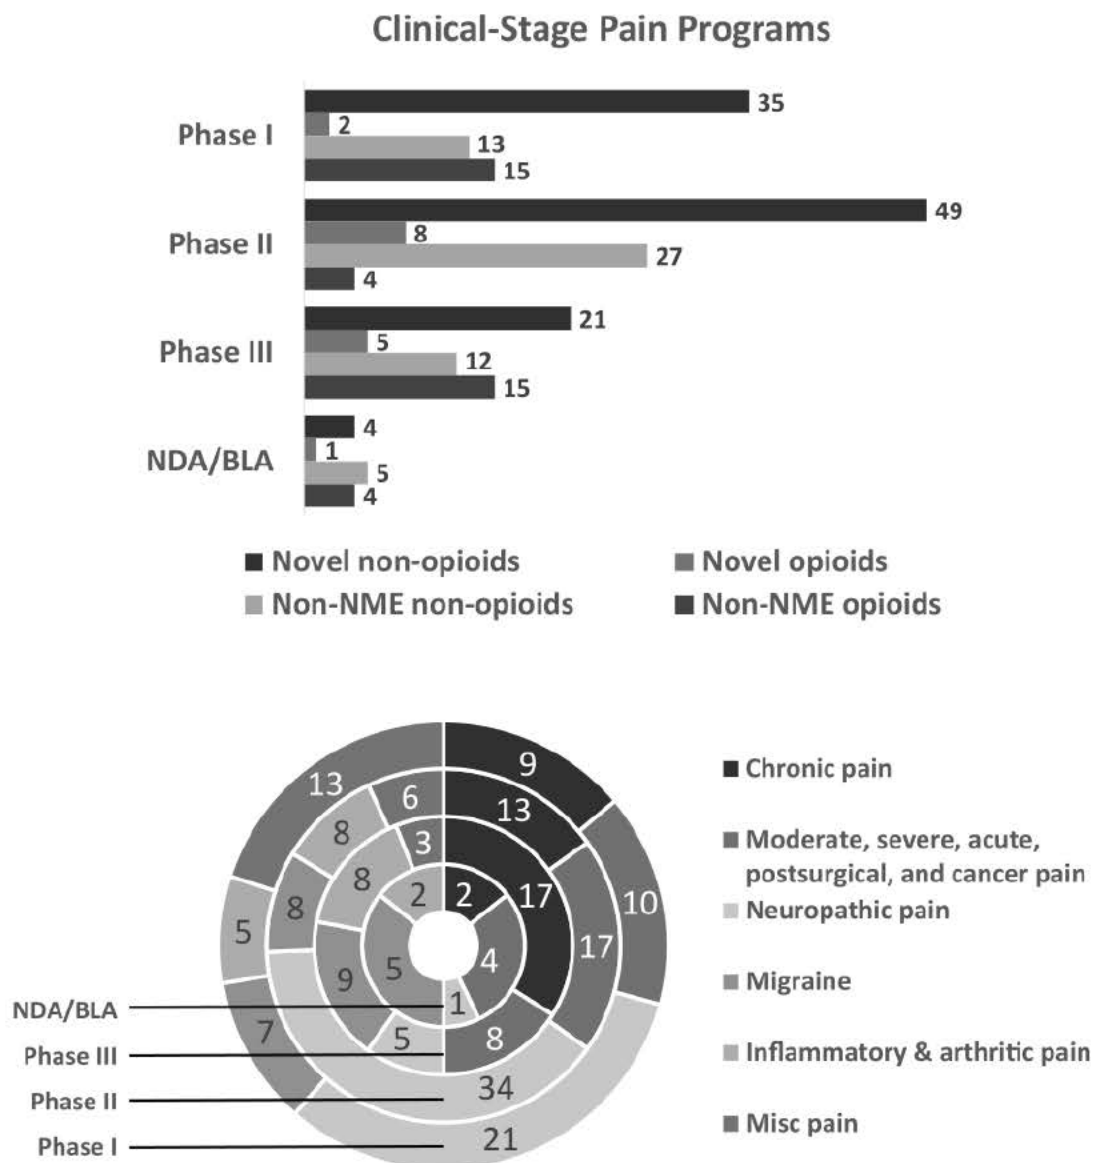 Clinical-Stage Pain Programs
35
Phase I
2
13
15
49
Phase II
8
27
4
21
Phase III
5
12
15
4
NDA/BLA
1
5
4
Novel non-opioids
Novel opioids
Non-NME non-opioids
Non-NME opioids
9
13
6
13
8
3
8
2
2
17
10
8
5
4
17
5
9
1
7
5
8
34
21
NDA/BLA
Phase III
Phase II
Phase I
Chronic pain
Moderate, severe, acute,
postsurgical, and cancer pain
Neuropathic pain
Migraine
Inflammatory & arthritic pain
Misc pain